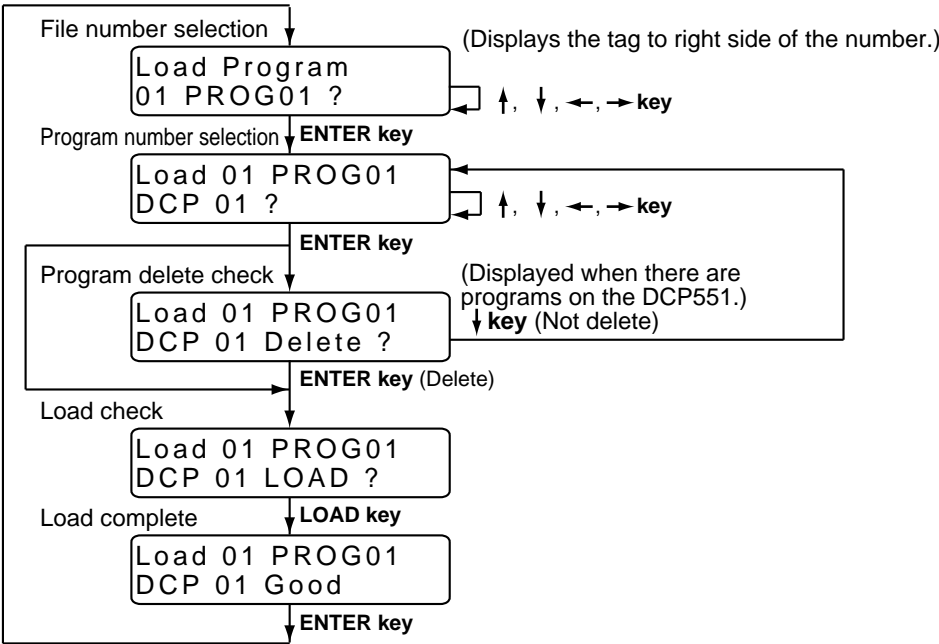 File number selection
(Displays the tag to right side of the number.)
Load Program
01 PROG01 ?
↑, ↓, ←, → key
ENTER key
Program number selection
Load 01 PROG01
DCP 01 ?
↑, ↓, ←, → key
ENTER key
Program delete check
(Displayed when there are
programs on the DCP551.)
↓ key (Not delete)
Load 01 PROG01
DCP 01 Delete ?
ENTER key (Delete)
Load check
Load 01 PROG01
DCP 01 LOAD ?
LOAD key
Load complete
Load 01 PROG01
DCP 01 Good
ENTER key